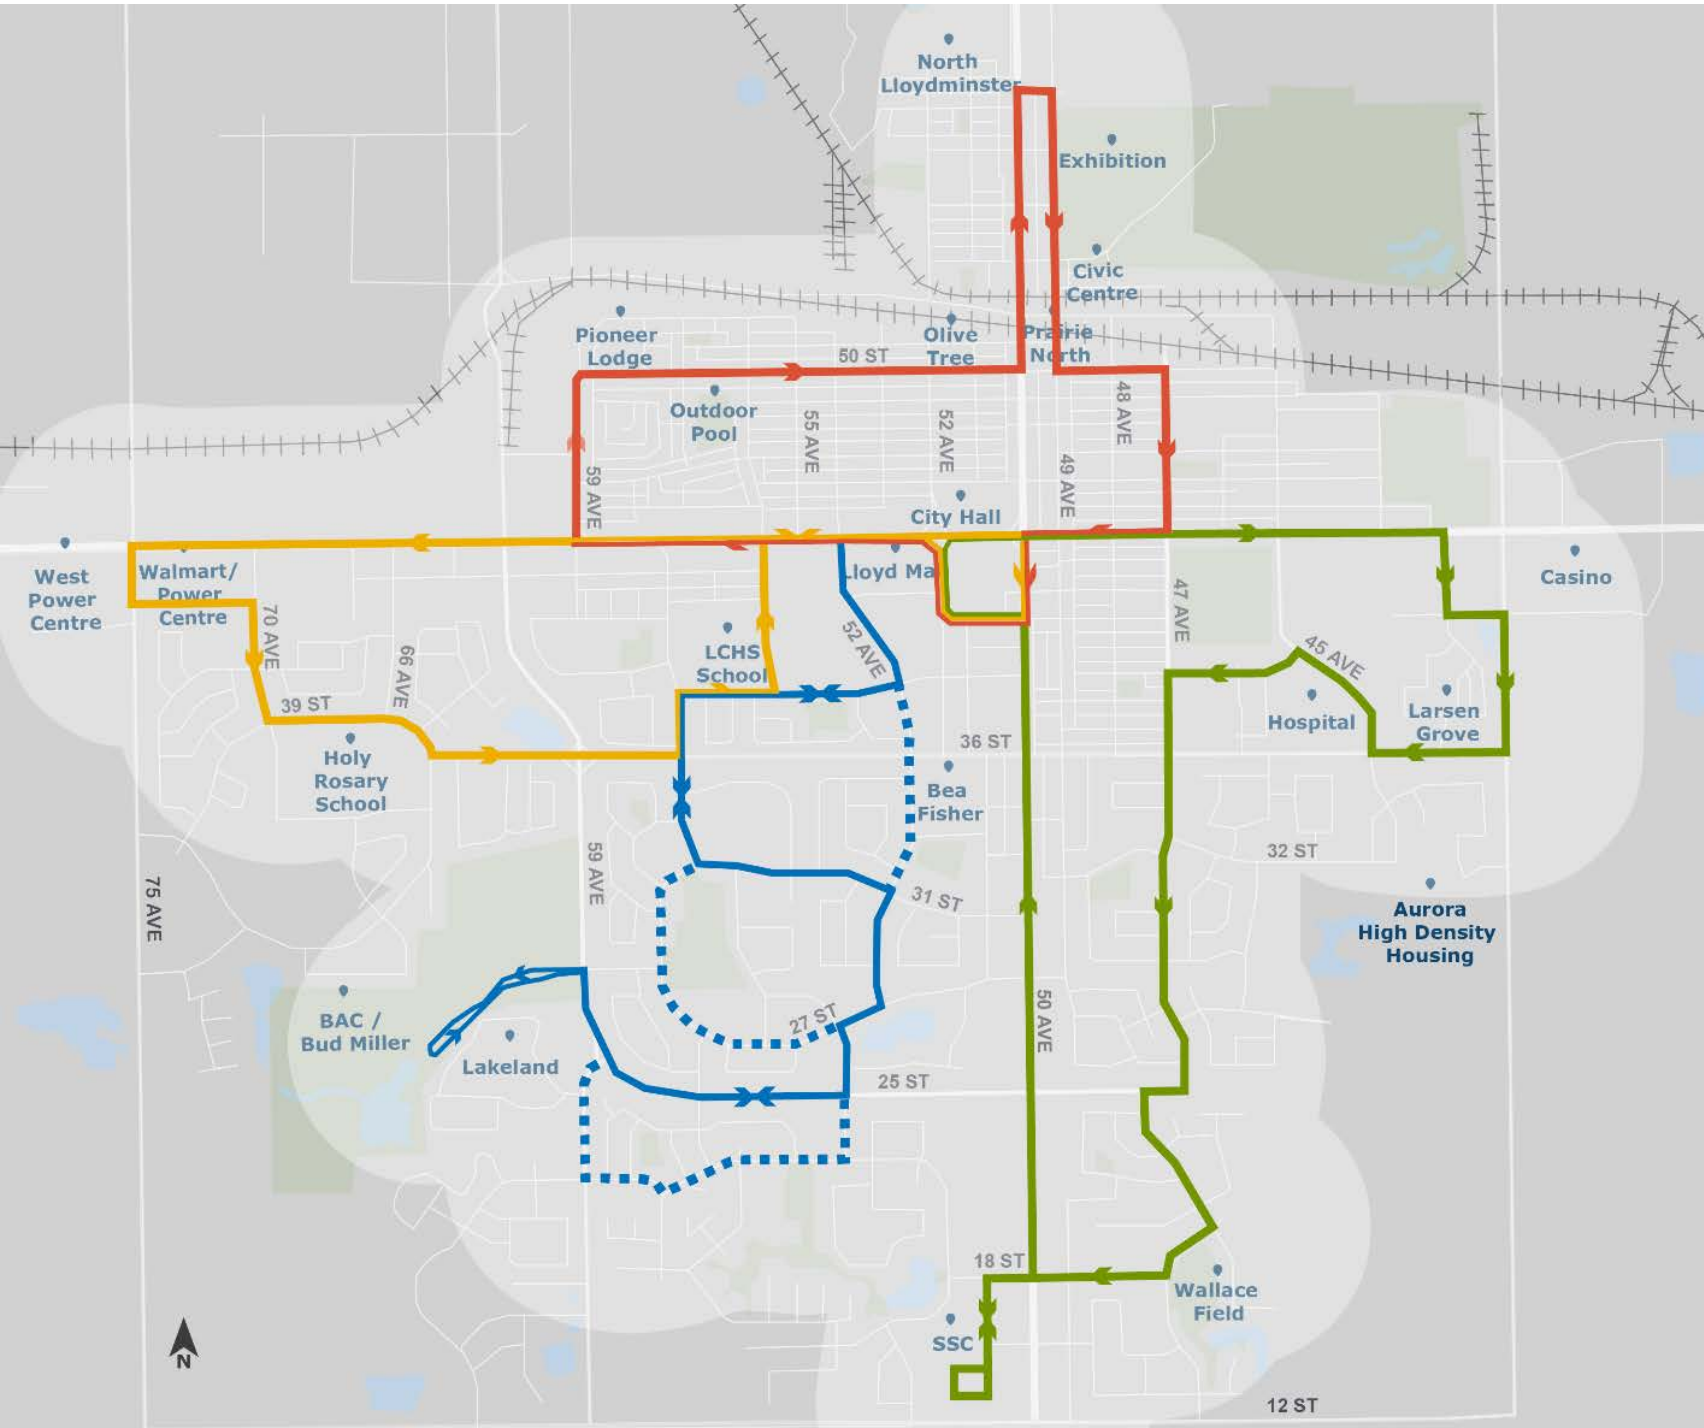 North
Lloydminster
Exhibition
Civic
Centre
Pioneer
Lodge
Olive
Tree
Prairie
North
50 ST
Outdoor
Pool
48 AVE
55 AVE
52 AVE
59 AVE
49 AVE
City Hall
West
Power
Centre
Walmart/
Power
Centre
Lloyd Ma
Casino
70 AVE
66 AVE
LCHS
School
52 AVE
47 AVE
45 AVE
39 ST
Holy
Rosary
School
36 ST
Hospital
Larsen
Grove
Bea
Fisher
59 AVE
32 ST
75 AVE
31 ST
Aurora
High Density
Housing
BAC /
Bud Miller
27 ST
50 AVE
Lakeland
25 ST
18 ST
Wallace
Field
SSC
N
12 ST